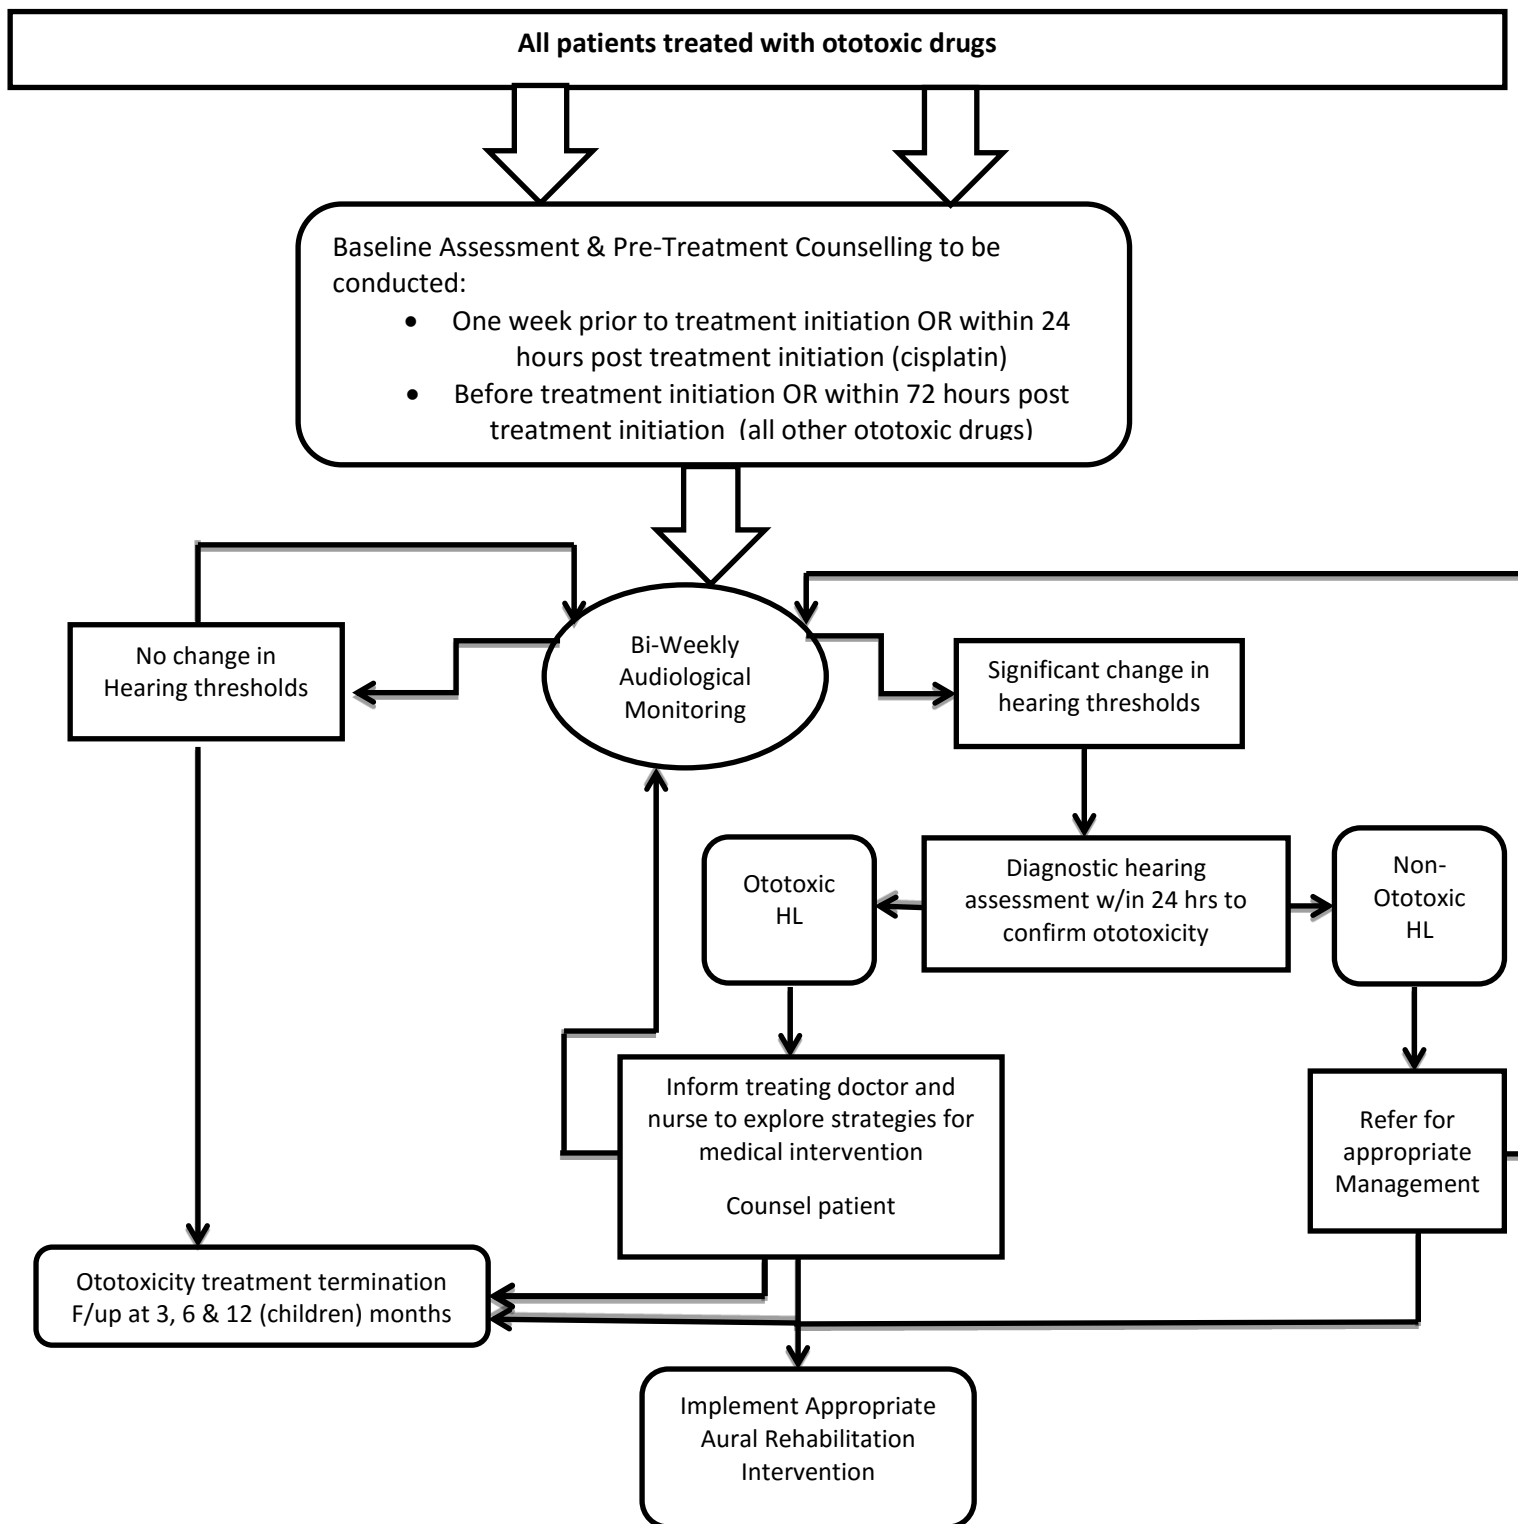 All patients treated with ototoxic drugs
Baseline Assessment & Pre-Treatment Counselling to be
conducted:
• One week prior to treatment initiation OR within 24
hours post treatment initiation (cisplatin)
• Before treatment initiation OR within 72 hours post
treatment initiation (all other ototoxic drugs)
No change in
Hearing thresholds
Bi-Weekly
Audiological
Monitoring
Significant change in
hearing thresholds
Ototoxic
HL
Diagnostic hearing
assessment w/in 24 hrs to
confirm ototoxicity
Non-
Ototoxic
HL
Inform treating doctor and
nurse to explore strategies for
medical intervention
Counsel patient
Refer for
appropriate
Management
Ototoxicity treatment termination
F/up at 3, 6 & 12 (children) months
Implement Appropriate
Aural Rehabilitation
Intervention